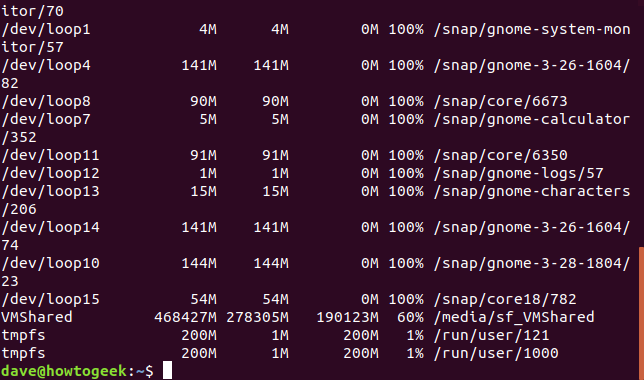 itor/70
/dev/loop1 4M 4M 0M 100% /snap/gnome-system-mon
itor/57
/dev/loop4 141M 141M 0M 100% /snap/gnome-3-26-1604/
82
/dev/loop8 90M 90M 0M 100% /snap/core/6673
/dev/loop7 5M 5M 0M 100% /snap/gnome-calculator
/352
/dev/loop11 91M 91M 0M 100% /snap/core/6350
/dev/loop12 1M 1M 0M 100% /snap/gnome-logs/57
/dev/loop13 15M 15M 0M 100% /snap/gnome-characters
/206
/dev/loop14 141M 141M 0M 100% /snap/gnome-3-26-1604/
74
/dev/loop10 144M 144M 0M 100% /snap/gnome-3-28-1804/
23
/dev/loop15 54M 54M 0M 100% /snap/core18/782
VMShared 468427M 278305M 190123M 60% /media/sf_VMShared
tmpfs 200M 1M 200M 1% /run/user/121
tmpfs 200M 1M 200M 1% /run/user/1000
dave@howtogeek:~$